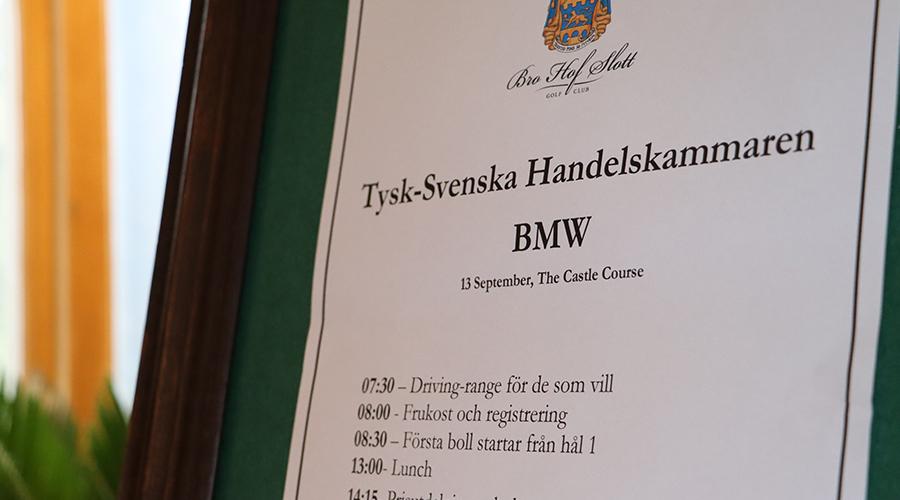 Bro Hof Slott
GOLF CLUB
Tysk-Svenska Handelskammaren
BMW
13 September, The Castle Course
07:30 – Driving-range för de som vill
08:00 - Frukost och registrering
08:30 – Första boll startar från hål 1
13:00- Lunch
14:15